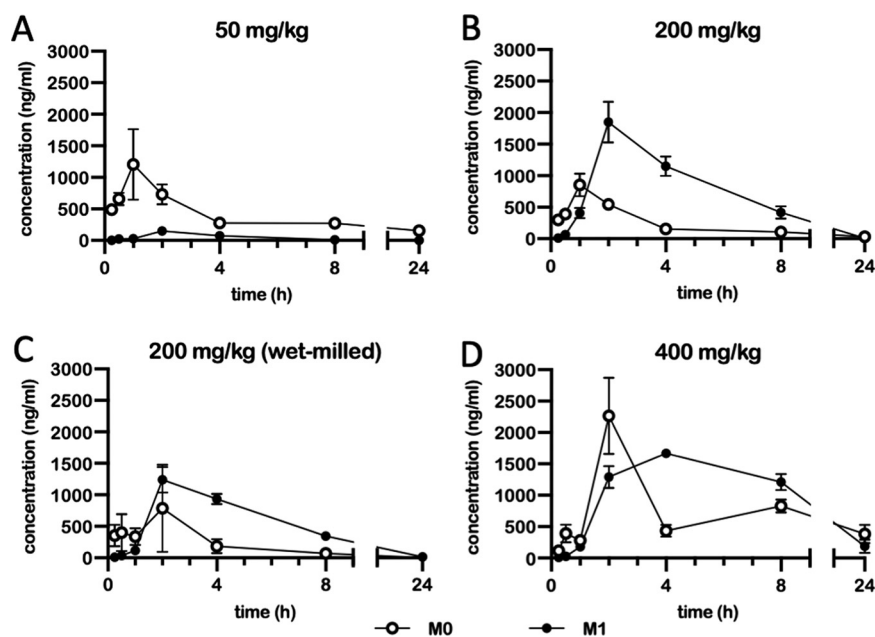 A
50 mg/kg
concentration (ng/ml)
3000
2500
2000
1500
1000
500
0
0 4 8 24
time (h)
B
200 mg/kg
concentration (ng/ml)
3000
2500
2000
1500
1000
500
0
0 4 8 24
time (h)
C
200 mg/kg (wet-milled)
concentration (ng/ml)
3000
2500
2000
1500
1000
500
0
0 4 8 24
time (h)
D
400 mg/kg
concentration (ng/ml)
3000
2500
2000
1500
1000
500
0
0 4 8 24
time (h)
M0 M1